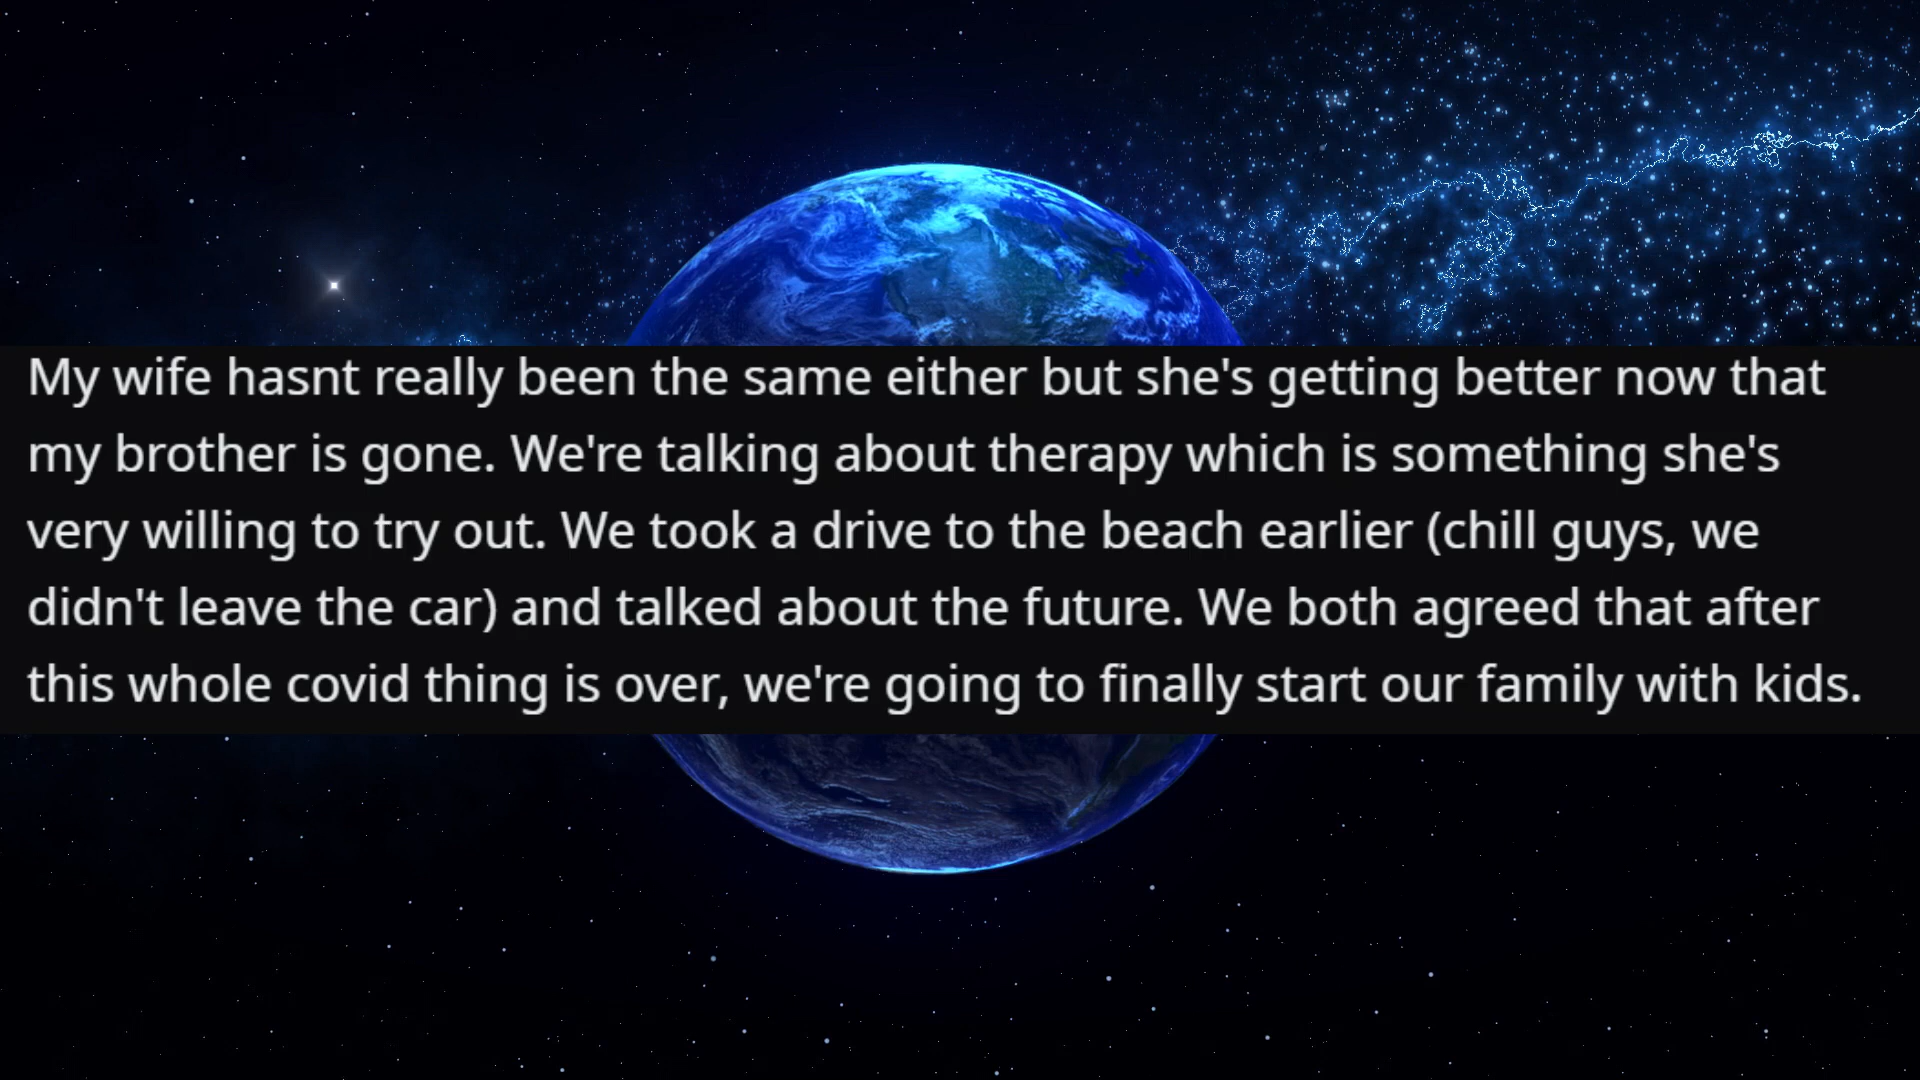 My wife hasnt really been the same either but she's getting better now that
my brother is gone. We're talking about therapy which is something she's
very willing to try out. We took a drive to the beach earlier (chill guys, we
didn't leave the car) and talked about the future. We both agreed that after
this whole covid thing is over, we're going to finally start our family with kids.